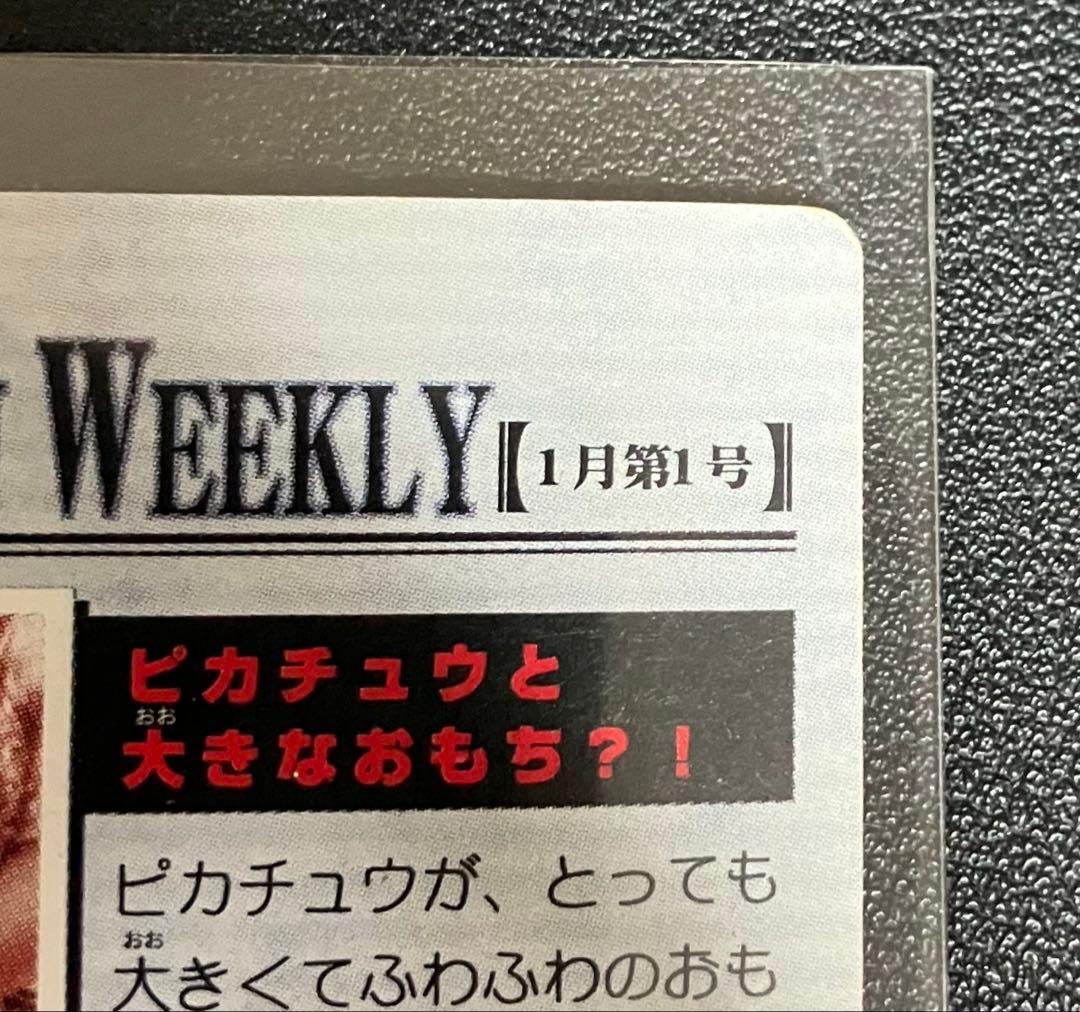 WEEKLY【1月第1号】
ピカチュウと
おお
大きなおもち?!
ピカチュウが、とっても
おお
大きくてふわふわのおも